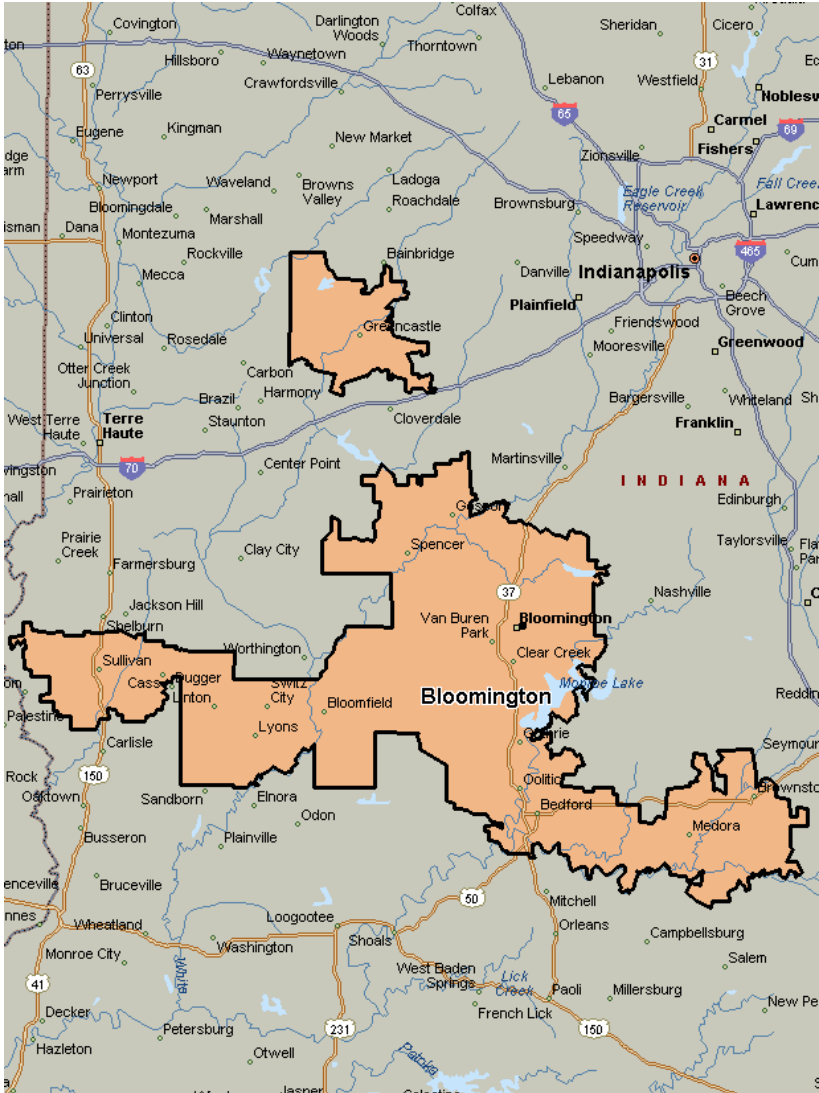 Covington
Darlington
Woods
Colfax
Thorntown
Sheridan
Cicero
Hillsboro
Waynetown
31
63
Perrysville
Crawfordsville
Lebanon
Westfield
65
Carmel
69
Fishers
Eugene
Kingman
New Market
Zionsville
Newport
Waveland
Browns
Valley
Ladoga
Roachdale
Brownsburg
Eagle Creek
Reservoir
Bloomingdale
Marshall
Dana
Montezuma
Rockville
Bainbridge
Speedway
465
Mecca
Danville
Indianapolis
Plainfield
Beech
Grove
Clinton
Universal
Rosedale
Greencastle
Friendswood
Mooresville
Greenwood
Otter Creek
Junction
Carbon
Harmony
Brazil
Staunton
Cloverdale
Bargersville
Whiteland
West Terre
Haute
Terre
Haute
Franklin
70
Center Point
Martinsville
INDIANA
Prairieton
Gosport
Edinburgh
Prairie
Creek
Clay City
Spencer
Taylorsville
Farmersburg
37
Nashville
Jackson Hill
Shelburn
Van Buren
Park
Bloomington
Worthington
Sullivan
Clear Creek
Cass
Dugger
Linton
Switz
City
Bloomfield
Bloomington
Monroe Lake
Palestine
Lyons
Guthrie
Carlisle
150
Oolitic
Seymour
Rock
Oaktown
Sandborn
Elnora
Odon
Bedford
Medora
Busseron
Plainville
Bruceville
Mitchell
50
Wheatland
Washington
Loogootee
Shoals
Orleans
Campbellsburg
Monroe City
White
West Baden
Springs
Lick
Creek
Salem
41
Paoli
Millersburg
French Lick
Decker
Petersburg
231
150
Hazleton
Otwell
Patoka
Jasper